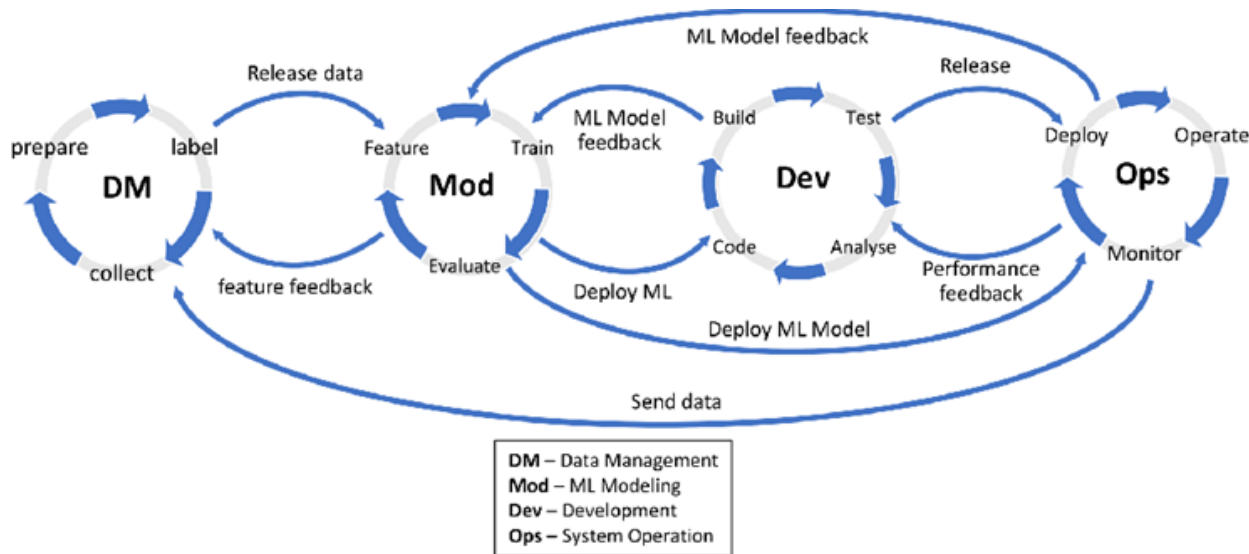 ML Model feedback
Release data
Release
ML Model
feedback
Build
Test
prepare
label
Feature
Train
Deploy
Operate
DM
Mod
Dev
Ops
collect
feature feedback
Evaluate
Code
Analyse
Monitor
Deploy ML
Performance
feedback
Deploy ML Model
Send data
DM – Data Management
Mod – ML Modeling
Dev – Development
Ops – System Operation